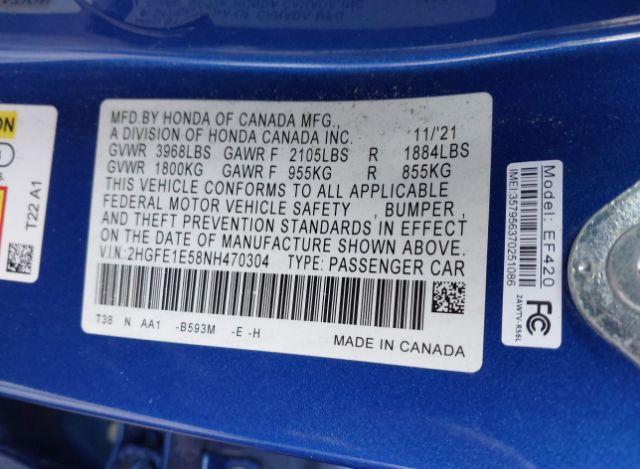 MFD.BY HONDA OF CANADA MFG.,
A DIVISION OF HONDA CANADA INC. 11/'21
GVWR 3968LBS GAWR F 2105LBS R 1884LBS
GVWR 1800KG GAWR F 955KG R 855KG
THIS VEHICLE CONFORMS TO ALL APPLICABLE
FEDERAL MOTOR VEHICLE SAFETY , BUMPER ,
AND THEFT PREVENTION STANDARDS IN EFFECT
ON THE DATE OF MANUFACTURE SHOWN ABOVE.
V.I.N.:2HGFE1E58NH470304 TYPE: PASSENGER CAR
T38 N AA1 -B593M -E -H
MADE IN CANADA
T22 A1
Model: EF420
IMEI:357956370251086
FC
2AWTV-R56L